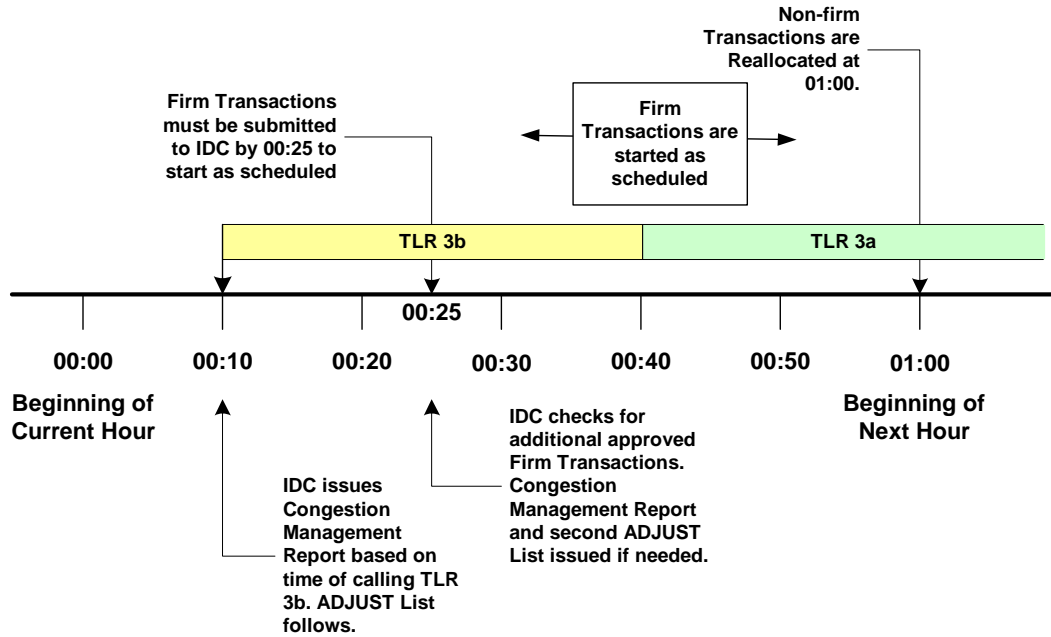 Non-firm
Transactions are
Reallocated at
01:00.
Firm Transactions
must be submitted
to IDC by 00:25 to
start as scheduled
Firm
Transactions are
started as
scheduled
TLR 3b
TLR 3a
00:25
00:00
00:10
00:20
00:30
00:40
00:50
01:00
Beginning of
Current Hour
Beginning of
Next Hour
IDC issues
Congestion
Management
Report based on
time of calling TLR
3b. ADJUST List
follows.
IDC checks for
additional approved
Firm Transactions.
Congestion
Management Report
and second ADJUST
List issued if needed.